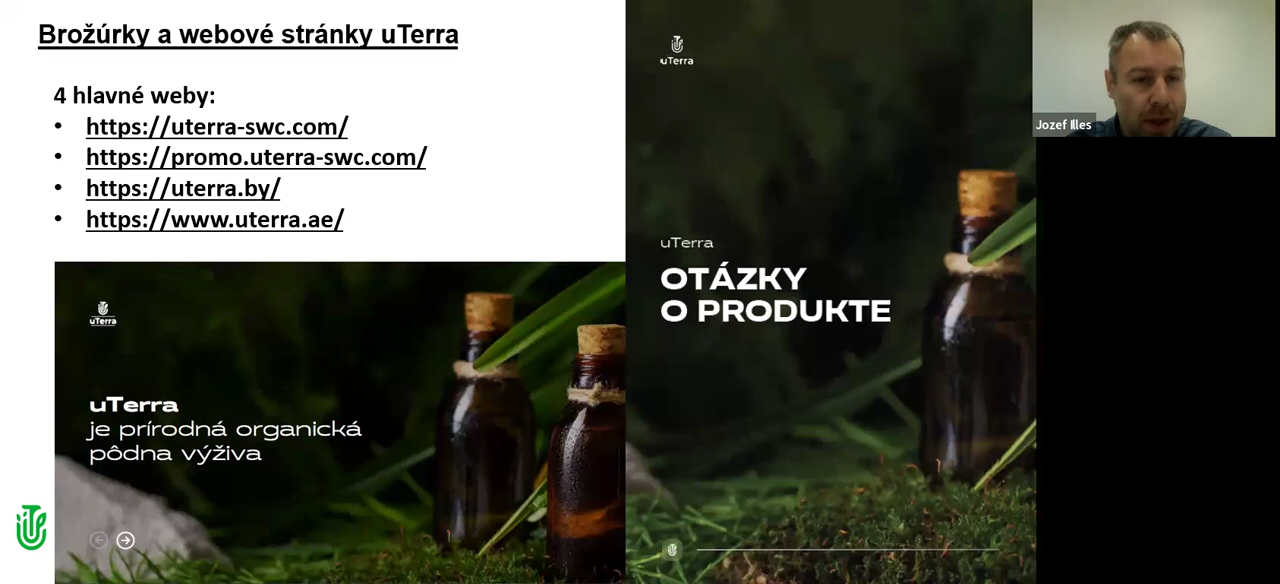 Brožúrky a webové stránky uTerra
4 hlavné weby:
• https://uterra-swc.com/
• https://promo.uterra-swc.com/
• https://uterra.by/
• https://www.uterra.ae/
uTerra
uTerra
je prírodná organická
pôdna výživa
uTerra
uTerra
OTÁZKY
O PRODUKTE
Jozef Illes